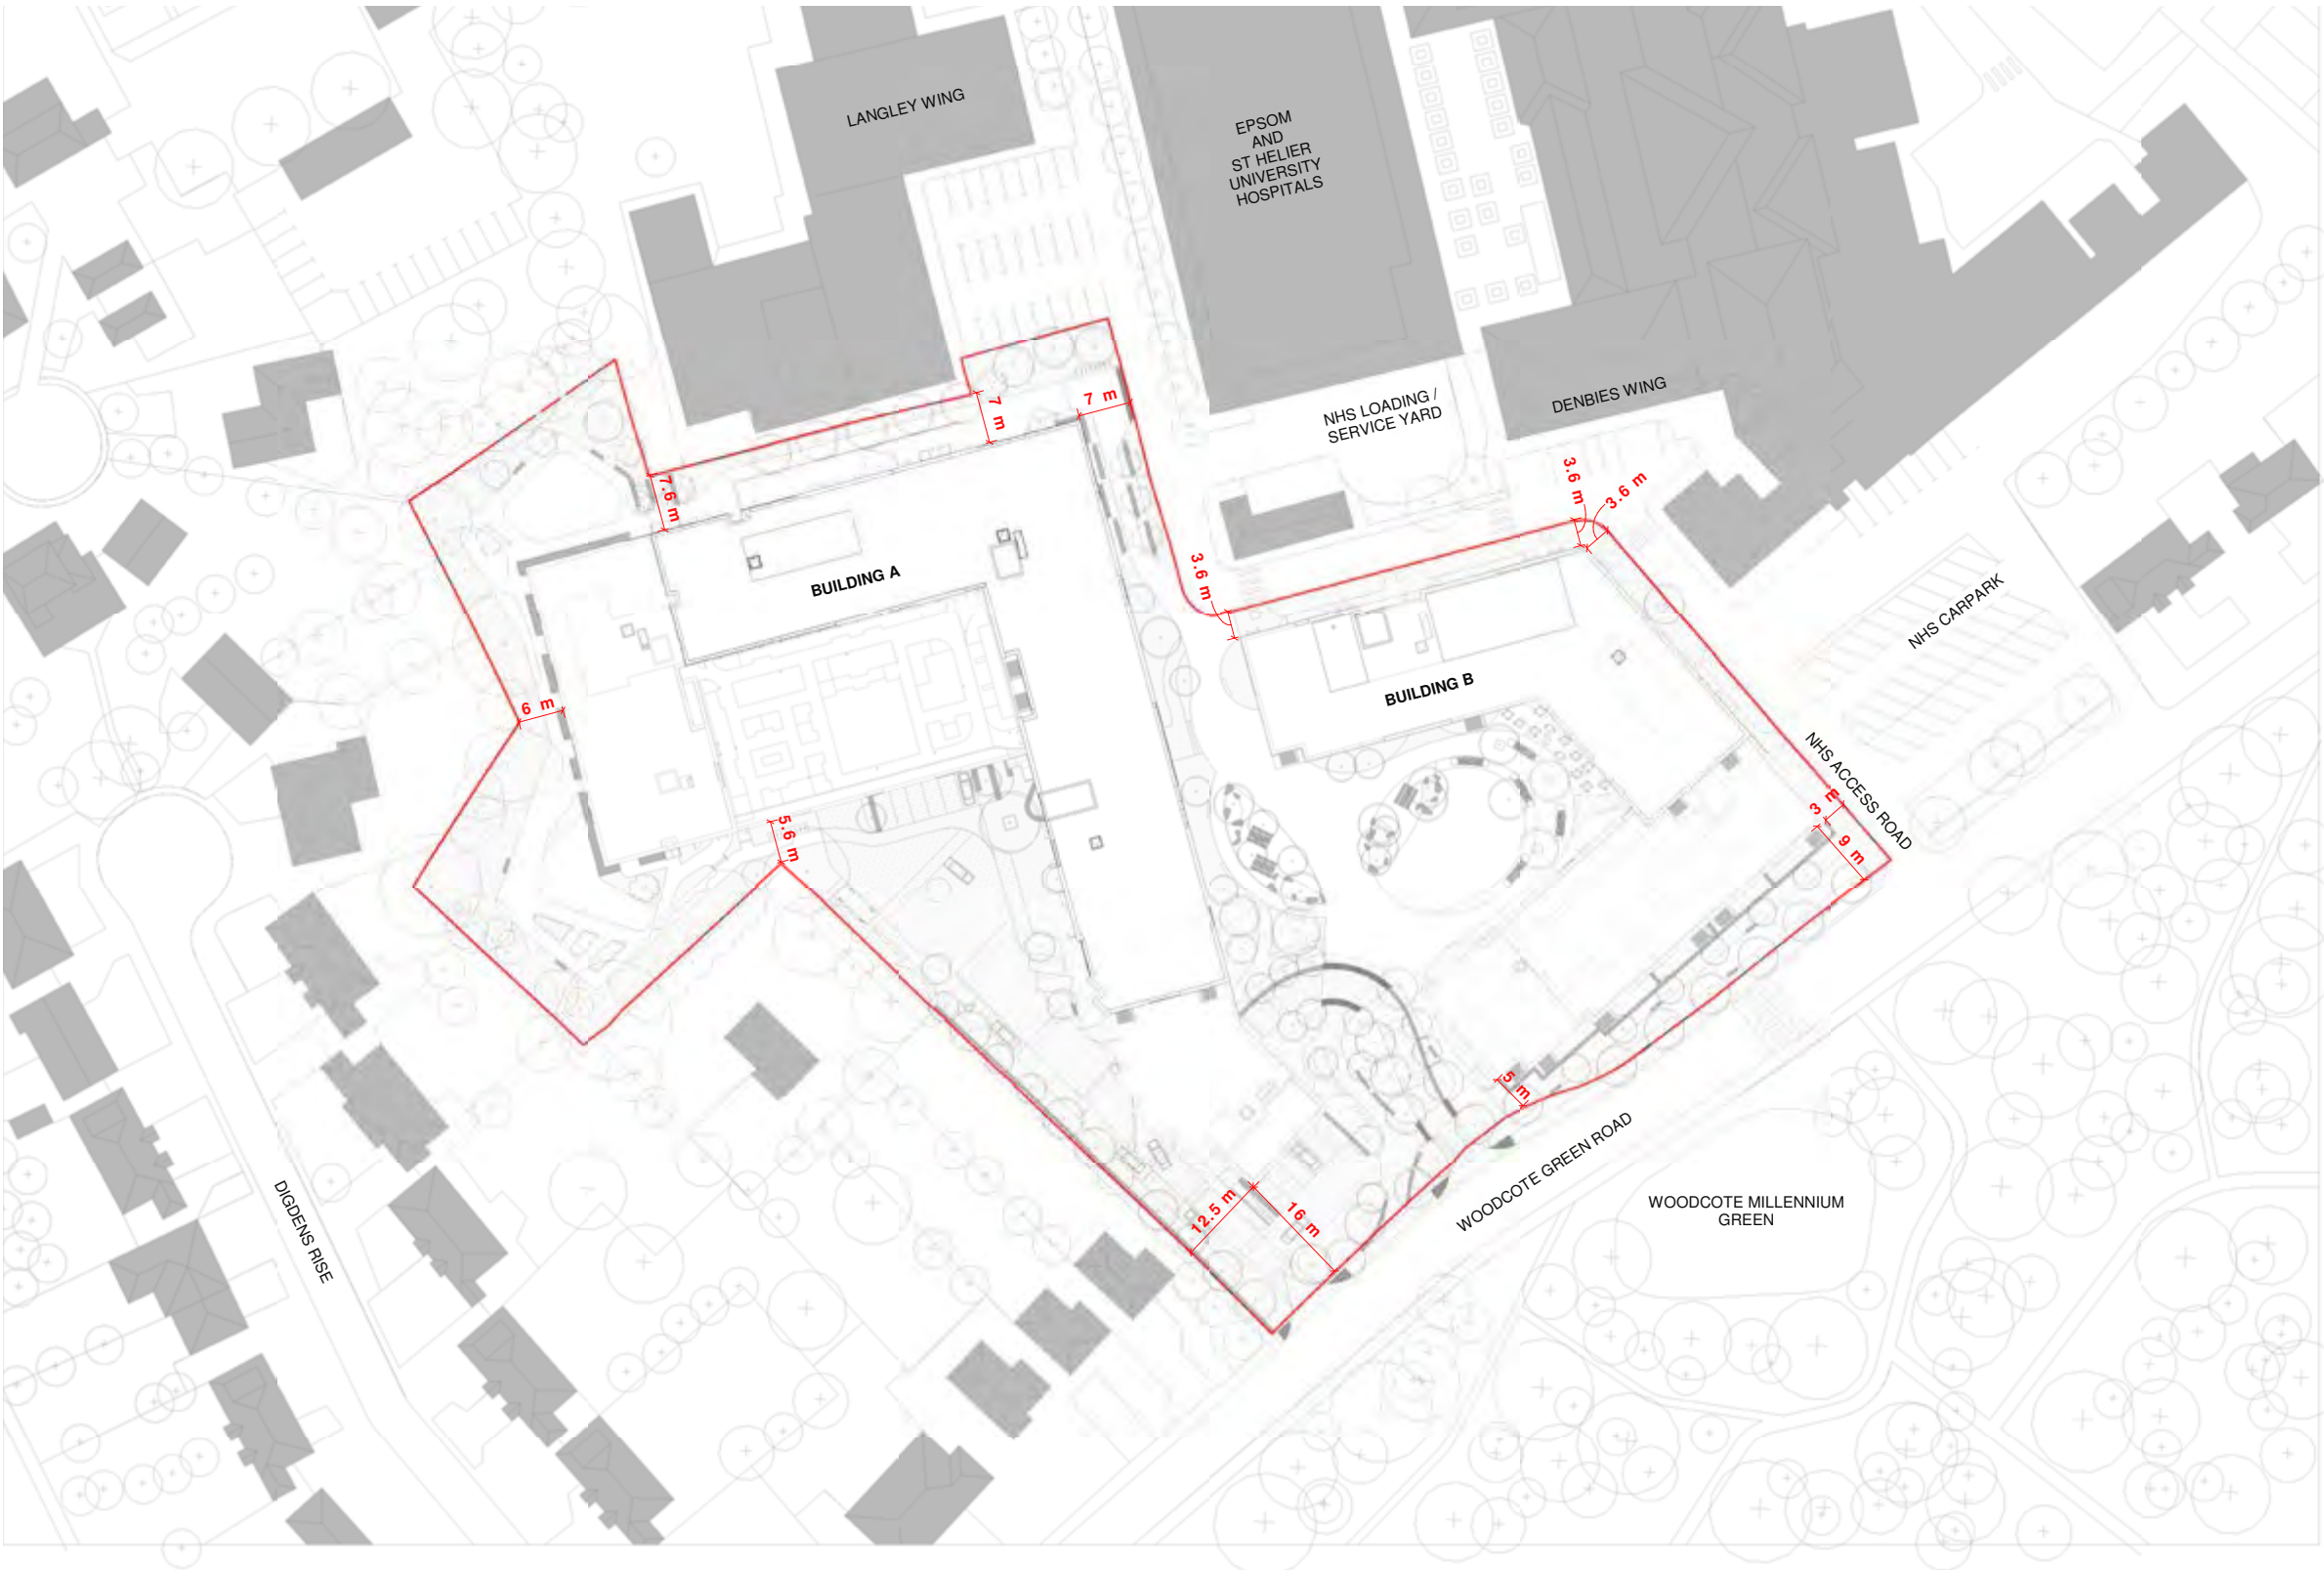 LANGLEY WING
EPSOM
AND
ST HELIER
UNIVERSITY
HOSPITALS
NHS LOADING /
SERVICE YARD
DENBIES WING
7 m
7 m
7.6 m
3.6 m
3.6 m
3.6 m
BUILDING A
BUILDING B
NHS CARPARK
6 m
NHS ACCESS ROAD
3 m
9 m
5.6 m
5 m
WOODCOTE GREEN ROAD
WOODCOTE MILLENNIUM
GREEN
12.5 m
16 m
DIGDENS RISE